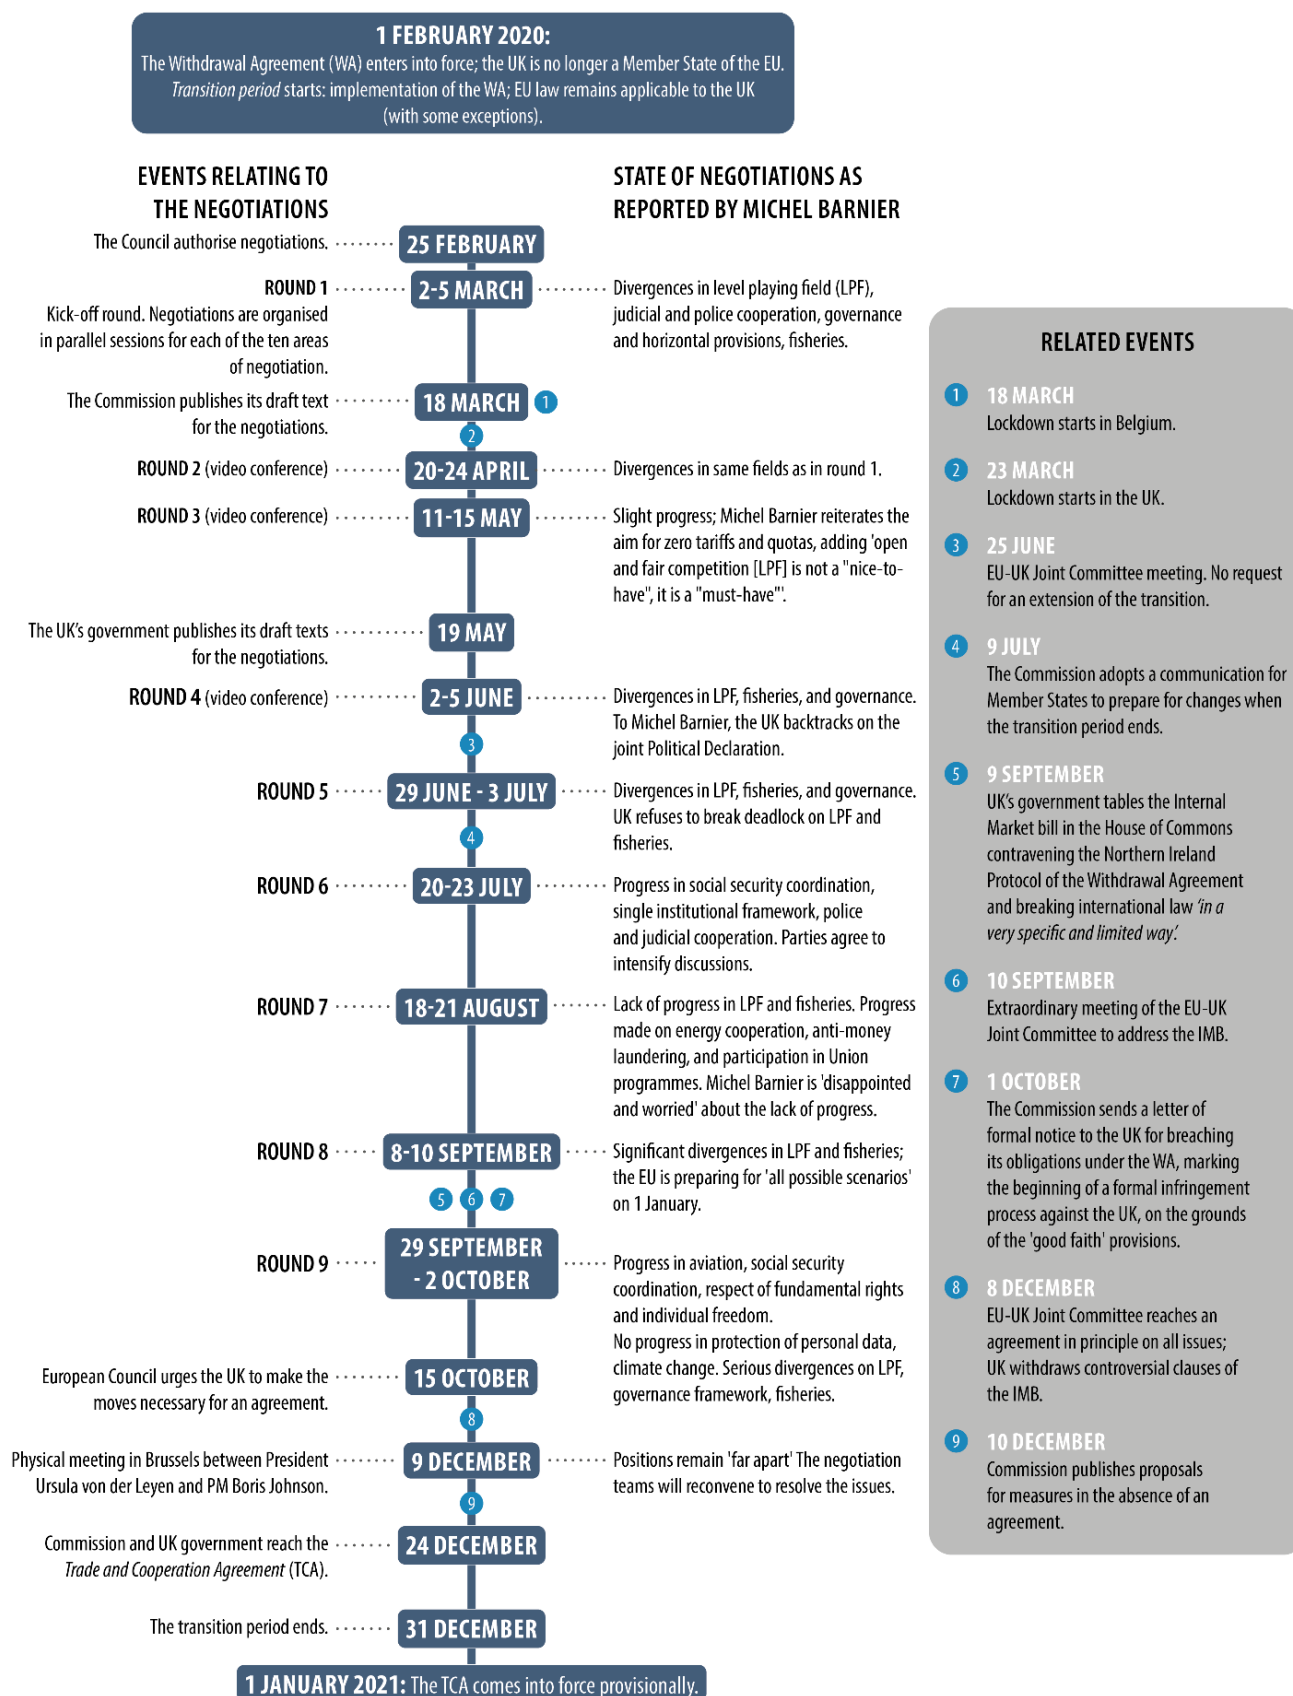 1 FEBRUARY 2020:
The Withdrawal Agreement (WA) enters into force; the UK is no longer a Member State of the EU.
Transition period starts: implementation of the WA; EU law remains applicable to the UK
(with some exceptions).
EVENTS RELATING TO
THE NEGOTIATIONS
STATE OF NEGOTIATIONS AS
REPORTED BY MICHEL BARNIER
The Council authorise negotiations.
25 FEBRUARY
ROUND 1
Kick-off round. Negotiations are organised
in parallel sessions for each of the ten areas
of negotiation.
2-5 MARCH
Divergences in level playing field (LPF),
judicial and police cooperation, governance
and horizontal provisions, fisheries.
The Commission publishes its draft text
for the negotiations.
18 MARCH
1
2
ROUND 2 (video conference)
20-24 APRIL
Divergences in same fields as in round 1.
ROUND 3 (video conference)
11-15 MAY
Slight progress; Michel Barnier reiterates the
aim for zero tariffs and quotas, adding 'open
and fair competition [LPF] is not a "nice-to-
have", it is a "must-have"'.
The UK's government publishes its draft texts
for the negotiations.
19 MAY
ROUND 4 (video conference)
2-5 JUNE
Divergences in LPF, fisheries, and governance.
To Michel Barnier, the UK backtracks on the
joint Political Declaration.
3
ROUND 5
29 JUNE - 3 JULY
Divergences in LPF, fisheries, and governance.
UK refuses to break deadlock on LPF and
fisheries.
4
ROUND 6
20-23 JULY
Progress in social security coordination,
single institutional framework, police
and judicial cooperation. Parties agree to
intensify discussions.
ROUND 7
18-21 AUGUST
Lack of progress in LPF and fisheries. Progress
made on energy cooperation, anti-money
laundering, and participation in Union
programmes. Michel Barnier is 'disappointed
and worried' about the lack of progress.
ROUND 8
8-10 SEPTEMBER
Significant divergences in LPF and fisheries;
the EU is preparing for 'all possible scenarios'
on 1 January.
5 6 7
ROUND 9
29 SEPTEMBER
- 2 OCTOBER
Progress in aviation, social security
coordination, respect of fundamental rights
and individual freedom.
No progress in protection of personal data,
climate change. Serious divergences on LPF,
governance framework, fisheries.
European Council urges the UK to make the
moves necessary for an agreement.
15 OCTOBER
8
Physical meeting in Brussels between President
Ursula von der Leyen and PM Boris Johnson.
9 DECEMBER
Positions remain 'far apart' The negotiation
teams will reconvene to resolve the issues.
9
Commission and UK government reach the
Trade and Cooperation Agreement (TCA).
24 DECEMBER
The transition period ends.
31 DECEMBER
1 JANUARY 2021: The TCA comes into force provisionally.
RELATED EVENTS
1 18 MARCH
Lockdown starts in Belgium.
2 23 MARCH
Lockdown starts in the UK.
3 25 JUNE
EU-UK Joint Committee meeting. No request
for an extension of the transition.
4 9 JULY
The Commission adopts a communication for
Member States to prepare for changes when
the transition period ends.
5 9 SEPTEMBER
UK's government tables the Internal
Market bill in the House of Commons
contravening the Northern Ireland
Protocol of the Withdrawal Agreement
and breaking international law 'in a
very specific and limited way'.
6 10 SEPTEMBER
Extraordinary meeting of the EU-UK
Joint Committee to address the IMB.
7 1 OCTOBER
The Commission sends a letter of
formal notice to the UK for breaching
its obligations under the WA, marking
the beginning of a formal infringement
process against the UK, on the grounds
of the 'good faith' provisions.
8 8 DECEMBER
EU-UK Joint Committee reaches an
agreement in principle on all issues;
UK withdraws controversial clauses of
the IMB.
9 10 DECEMBER
Commission publishes proposals
for measures in the absence of an
agreement.